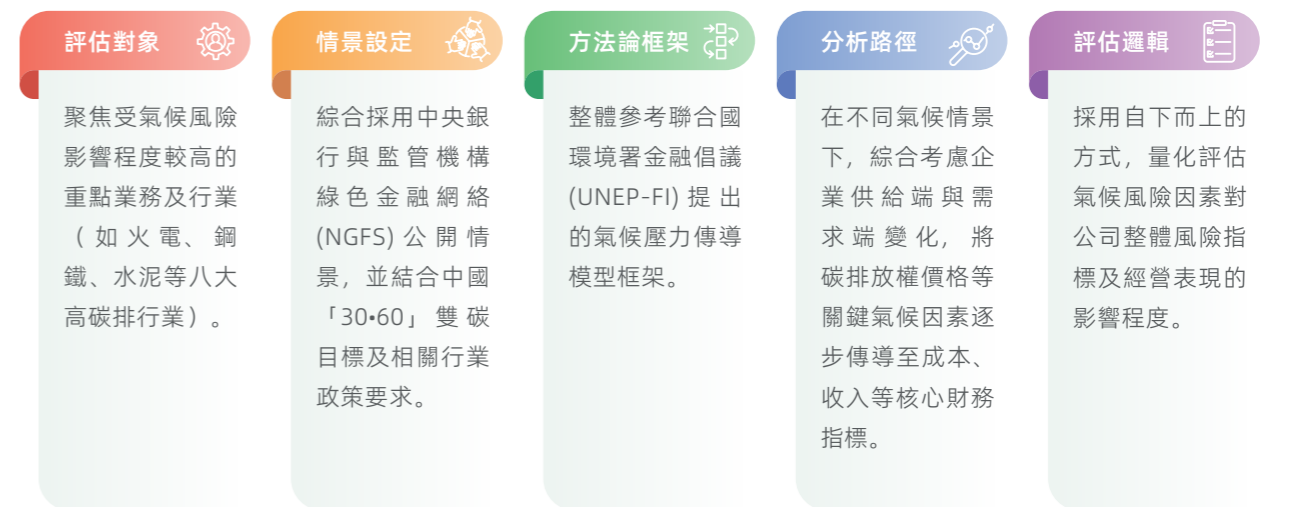 評估對象
聚焦受氣候風險
影響程度較高的
重點業務及行業
（如火電、鋼
鐵、水泥等八大
高碳排行業）。
情景設定
綜合採用中央銀
行與監管機構
綠色金融網絡
(NGFS)公開情
景，並結合中國
「30•60」雙碳
目標及相關行業
政策要求。
方法論框架
整體參考聯合國
環境署金融倡議
(UNEP-FI)提出
的氣候壓力傳導
模型框架。
分析路徑
在不同氣候情景
下，綜合考慮企
業供給端與需
求端變化，將
碳排放權價格等
關鍵氣候因素逐
步傳導至成本、
收入等核心財務
指標。
評估邏輯
採用自下而上的
方式，量化評估
氣候風險因素對
公司整體風險指
標及經營表現的
影響程度。